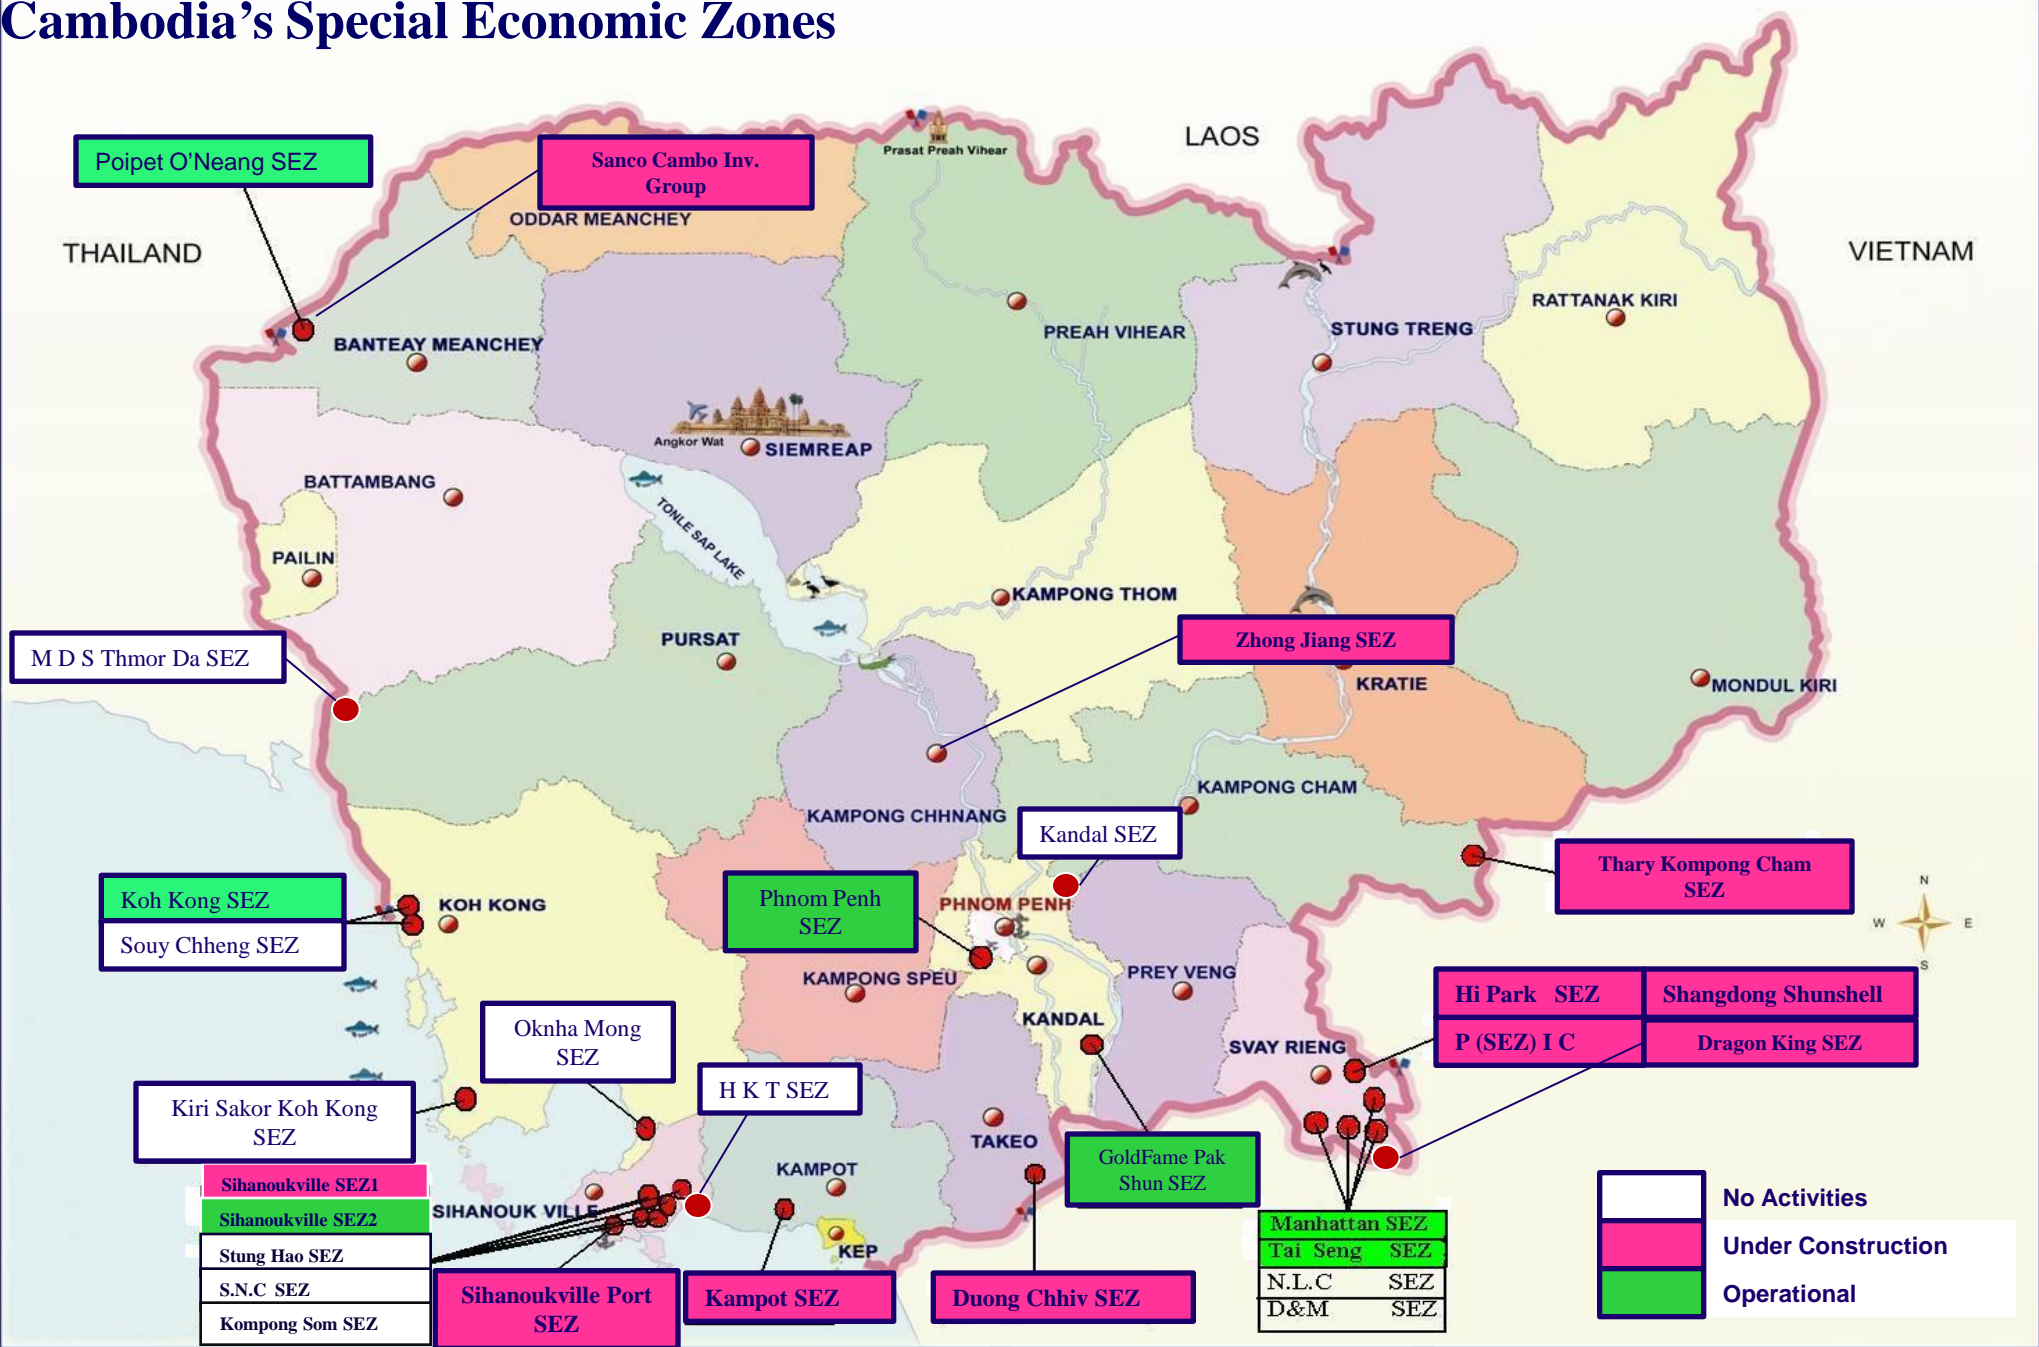 Cambodia's Special Economic Zones
LAOS
Poipet O'Neang SEZ
Sanco Cambo Inv.
Group
Prasat Preah Vihear
ODDAR MEANCHEY
THAILAND
VIETNAM
RATTANAK KIRI
BANTEAY MEANCHEY
PREAH VIHEAR
STUNG TRENG
Angkor Wat
SIEMREAP
BATTAMBANG
TONLE SAP LAKE
PAILIN
KAMPONG THOM
PURSAT
Zhong Jiang SEZ
M D S Thmor Da SEZ
KRATIE
MONDUL KIRI
KAMPONG CHAM
KAMPONG CHHNANG
Kandal SEZ
Thary Kompong Cham
SEZ
Koh Kong SEZ
Souy Chheng SEZ
KOH KONG
Phnom Penh
SEZ
PHNOM PENH
N
W
E
S
KAMPONG SPEU
PREY VENG
Hi Park SEZ
Shangdong Shunshell
P (SEZ) I C
Dragon King SEZ
Oknha Mong
SEZ
KANDAL
SVAY RIENG
H K T SEZ
Kiri Sakor Koh Kong
SEZ
TAKEO
GoldFame Pak
Shun SEZ
KAMPOT
Sihanoukville SEZ1
Sihanoukville SEZ2
Stung Hao SEZ
S.N.C SEZ
Kompong Som SEZ
SIHANOUK VILLE
KEP
Sihanoukville Port
SEZ
Kampot SEZ
Duong Chhiv SEZ
Manhattan SEZ
Tai Seng SEZ
N.L.C SEZ
D&M SEZ
No Activities
Under Construction
Operational